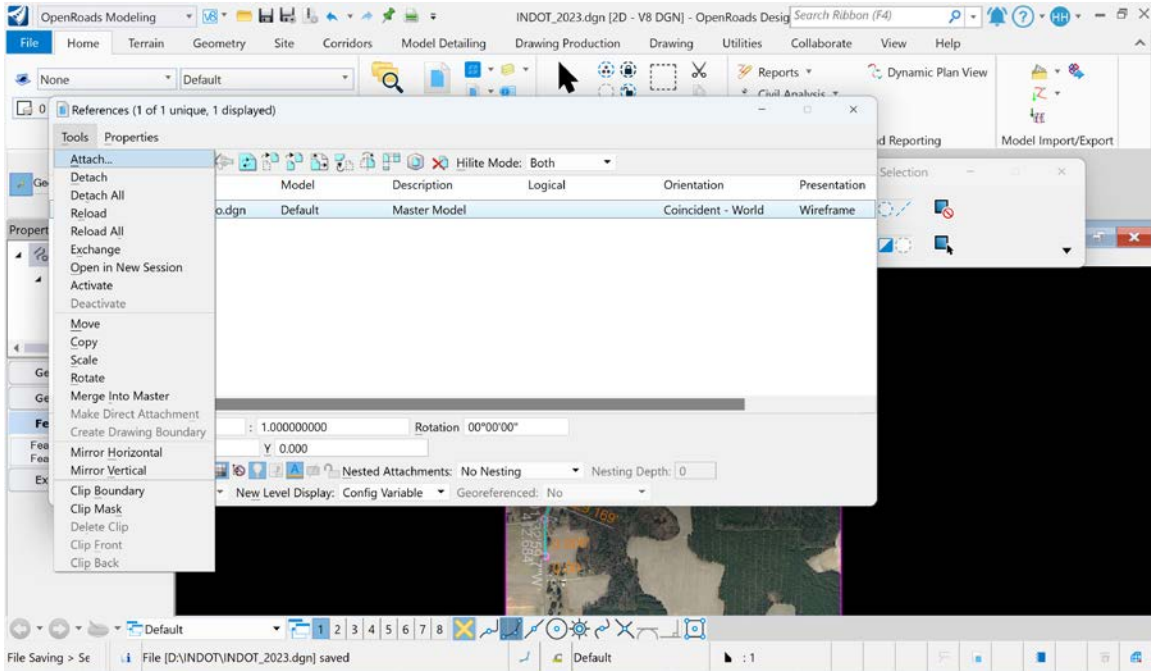 OpenRoads Modeling
INDOT_2023.dgn [2D - V8 DGN] - OpenRoads Desig
Search Ribbon (F4)
HH
File Home Terrain Geometry Site Corridors Model Detailing Drawing Production Drawing Utilities Collaborate View Help
None Default
Reports
Dynamic Plan View
0
References (1 of 1 unique, 1 displayed)
Model Import/Export
Tools Properties
Attach...
Hilite Mode: Both
Selection
Detach
Model Description Logical Orientation Presentation
Detach All
Reload
o.dgn Default Master Model Coincident - World Wireframe
Reload All
Exchange
Open in New Session
Activate
Deactivate
Move
Copy
Scale
Rotate
Merge Into Master
Make Direct Attachment
Create Drawing Boundary
: 1.000000000 Rotation 00°00'00"
Mirror Horizontal
Y 0.000
Mirror Vertical
Nested Attachments: No Nesting Nesting Depth: 0
Clip Boundary
New Level Display: Config Variable Georeferenced: No
Clip Mask
Delete Clip
Clip Front
Clip Back
Default 1 2 3 4 5 6 7 8
File Saving > Se File [D:\INDOT\INDOT_2023.dgn] saved Default : 1